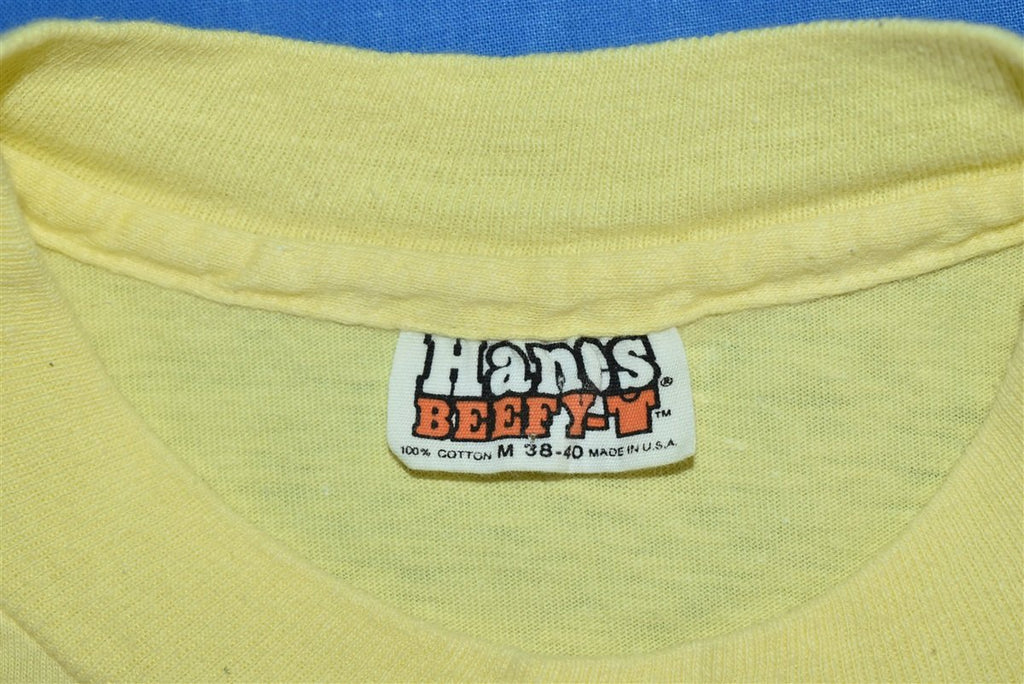 Hanes®
BEEFY-T™
100% COTTON M 38-40 MADE IN U.S.A.